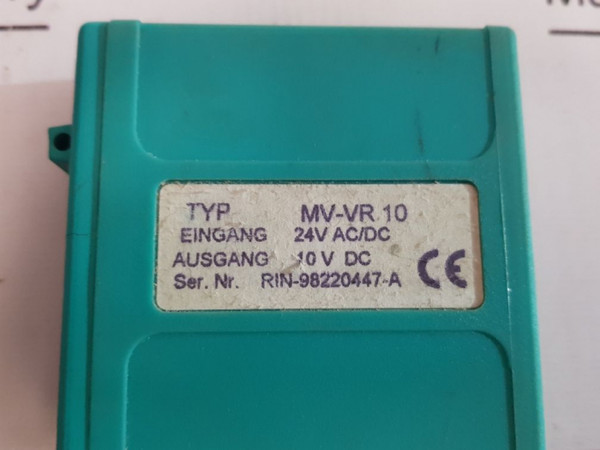 TYP MV-VR 10
EINGANG 24V AC/DC
AUSGANG 10 V DC
Ser. Nr. RIN-98220447-A
CE